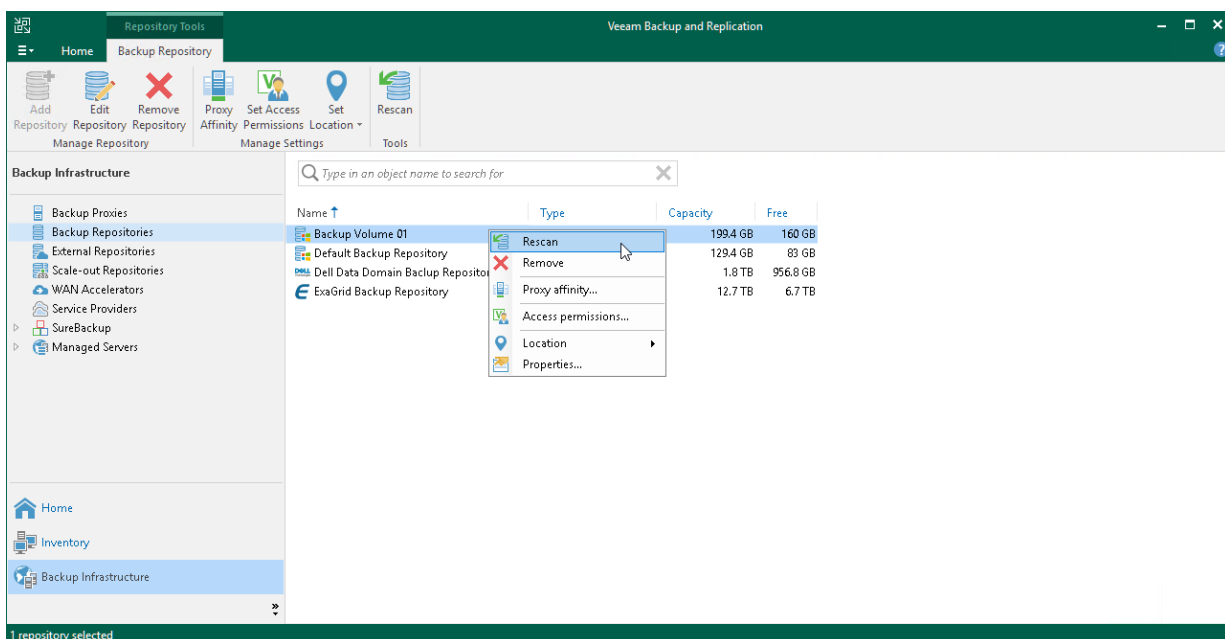 Repository Tools
Veeam Backup and Replication
Home
Backup Repository
Add Repository
Edit Repository
Remove Repository
Proxy Affinity
Set Access Permissions
Set Location
Rescan
Manage Repository
Manage Settings
Tools
Backup Infrastructure
Type in an object name to search for
Backup Proxies
Backup Repositories
External Repositories
Scale-out Repositories
WAN Accelerators
Service Providers
SureBackup
Managed Servers
Name Type Capacity Free
Backup Volume 01 199.4 GB 160 GB
Default Backup Repository 129.4 GB 83 GB
Dell Data Domain Baclup Reposito 1.8 TB 956.8 GB
ExaGrid Backup Repository 12.7 TB 6.7 TB
Rescan
Remove
Proxy affinity...
Access permissions...
Location
Properties...
Home
Inventory
Backup Infrastructure
1 repository selected